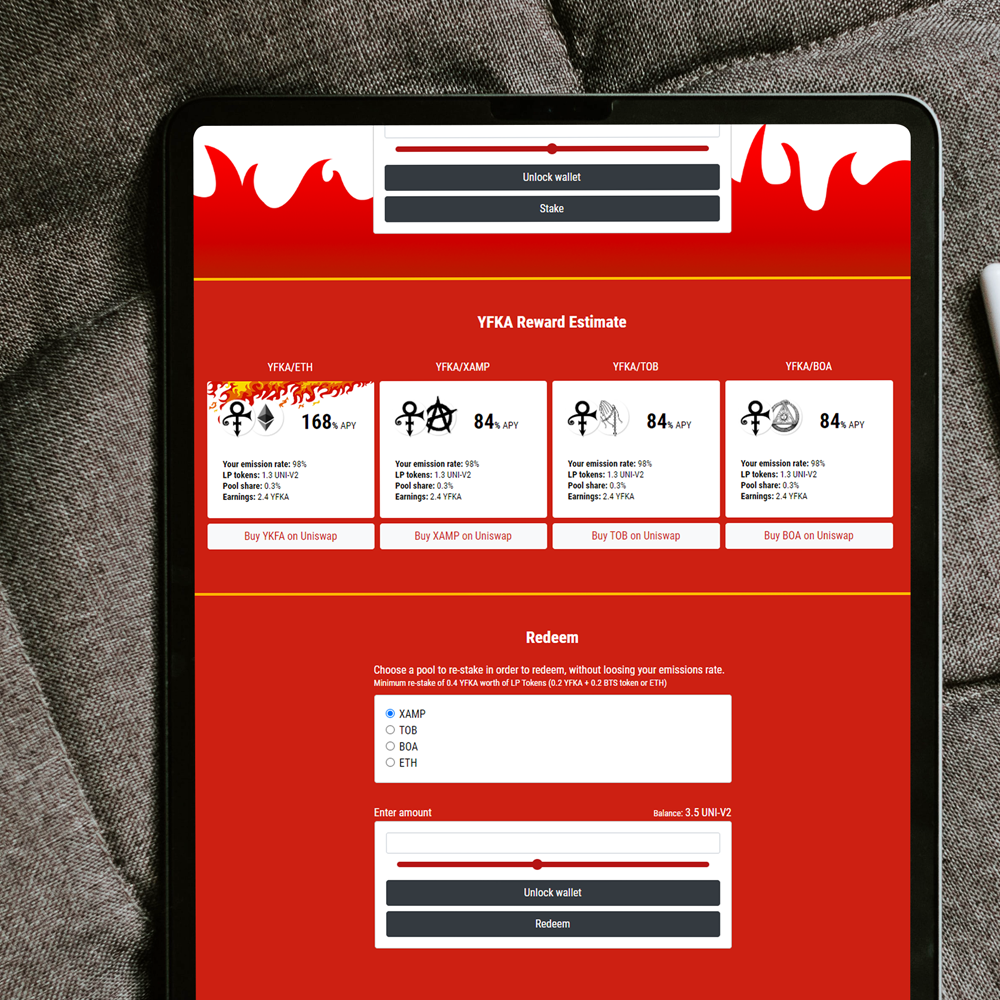 Unlock wallet
Stake
YFKA Reward Estimate
YFKA/ETH
168% APY
Your emission rate: 98%
LP tokens: 1.3 UNI-V2
Pool share: 0.3%
Earnings: 2.4 YFKA
Buy YKFA on Uniswap
YFKA/XAMP
84% APY
Your emission rate: 98%
LP tokens: 1.3 UNI-V2
Pool share: 0.3%
Earnings: 2.4 YFKA
Buy XAMP on Uniswap
YFKA/TOB
84% APY
Your emission rate: 98%
LP tokens: 1.3 UNI-V2
Pool share: 0.3%
Earnings: 2.4 YFKA
Buy TOB on Uniswap
YFKA/BOA
84% APY
Your emission rate: 98%
LP tokens: 1.3 UNI-V2
Pool share: 0.3%
Earnings: 2.4 YFKA
Buy BOA on Uniswap
Redeem
Choose a pool to re-stake in order to redeem, without loosing your emissions rate.
Minimum re-stake of 0.4 YFKA worth of LP Tokens (0.2 YFKA + 0.2 BTS token or ETH)
XAMP
TOB
BOA
ETH
Enter amount
Balance: 3.5 UNI-V2
Unlock wallet
Redeem